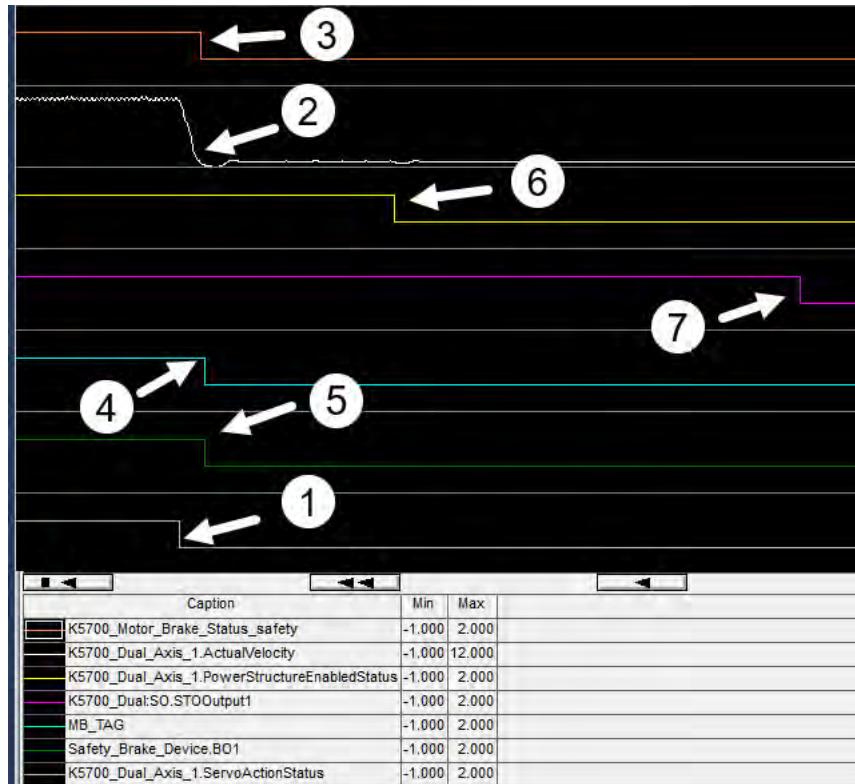 3
2
6
7
4
5
1
Caption Min Max
K5700_Motor_Brake_Status_safety -1.000 2.000
K5700_Dual_Axis_1.ActualVelocity -1.000 12.000
K5700_Dual_Axis_1.PowerStructureEnabledStatus -1.000 2.000
K5700_Dual:SO.STOOutput1 -1.000 2.000
MB_TAG -1.000 2.000
Safety_Brake_Device.BO1 -1.000 2.000
K5700_Dual_Axis_1.ServoActionStatus -1.000 2.000